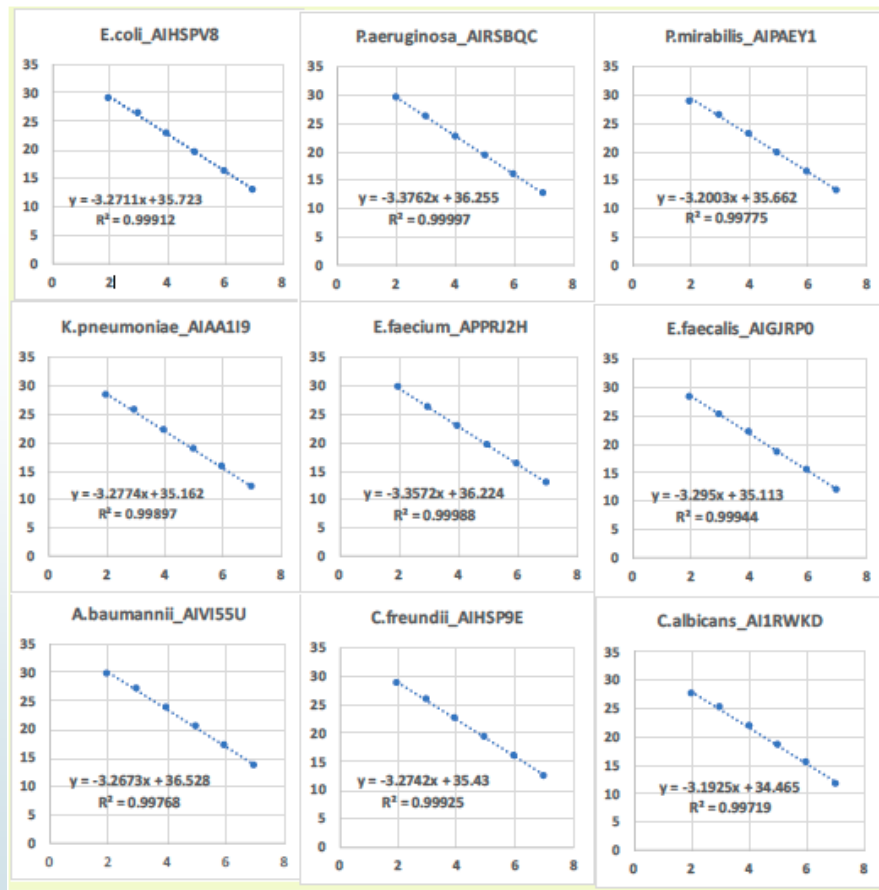 E.coli_AIHSPV8
35
30
25
20
15
10
5
0
y = -3.2711x + 35.723
R² = 0.99912
0 2 4 6 8
P.aeruginosa_AIRSBQC
35
30
25
20
15
10
5
0
y = -3.3762x + 36.255
R² = 0.99997
0 2 4 6 8
P.mirabilis_AIPAEY1
35
30
25
20
15
10
5
0
y = -3.2003x + 35.662
R² = 0.99775
0 2 4 6 8
K.pneumoniae_AIAA1I9
35
30
25
20
15
10
5
0
y = -3.2774x + 35.162
R² = 0.99897
0 2 4 6 8
E.faecium_APPRJ2H
35
30
25
20
15
10
5
0
y = -3.3572x + 36.224
R² = 0.99988
0 2 4 6 8
E.faecalis_AIGJRP0
35
30
25
20
15
10
5
0
y = -3.295x + 35.113
R² = 0.99944
0 2 4 6 8
A.baumannii_AIVI55U
35
30
25
20
15
10
5
0
y = -3.2673x + 36.528
R² = 0.99768
0 2 4 6 8
C.freundii_AIHSP9E
35
30
25
20
15
10
5
0
y = -3.2742x + 35.43
R² = 0.99925
0 2 4 6 8
C.albicans_AI1RWKD
35
30
25
20
15
10
5
0
y = -3.1925x + 34.465
R² = 0.99719
0 2 4 6 8